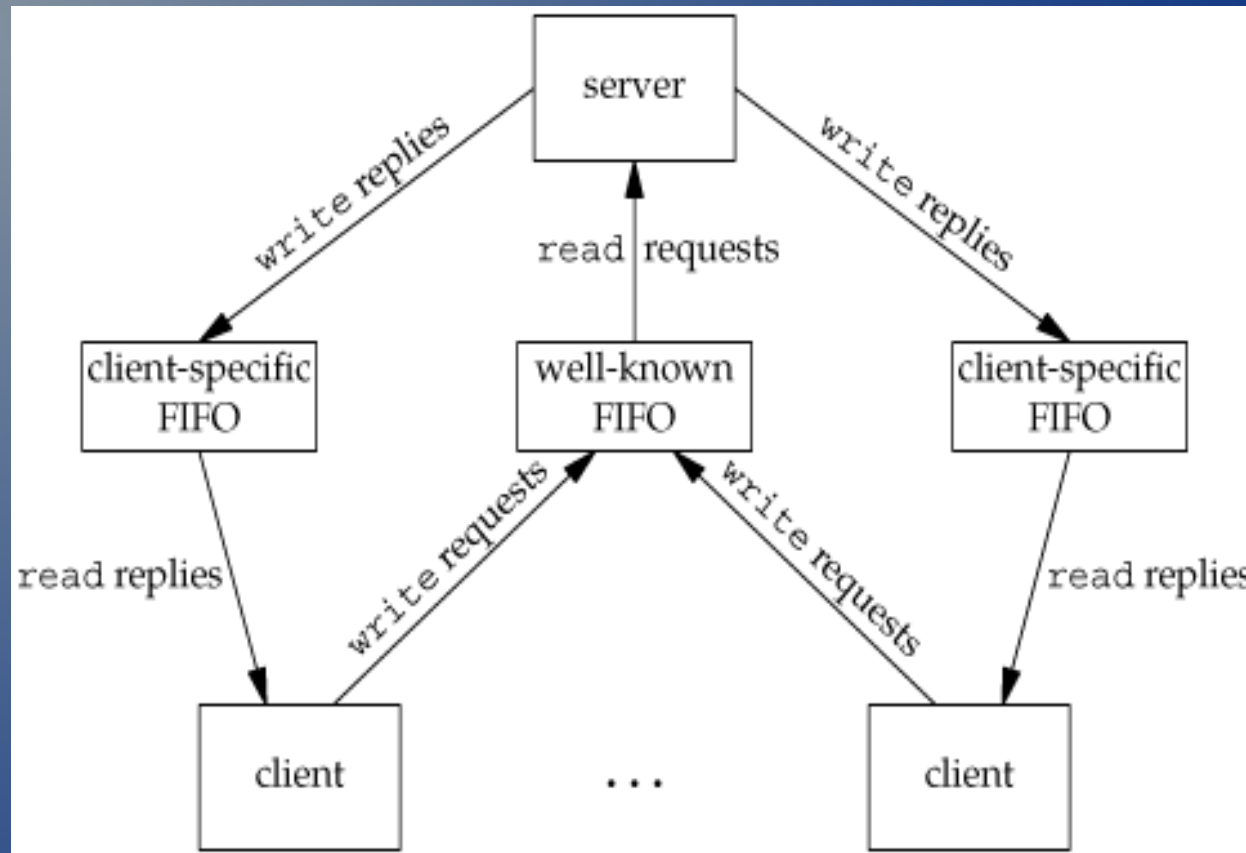 server
write replies
write replies
read requests
client-specific
FIFO
well-known
FIFO
client-specific
FIFO
read replies
write requests
write requests
read replies
client
...
client